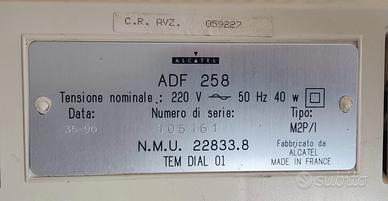 C.R. AVZ. 059227
ALCATEL
ADF 258
Tensione nominale: 220 V ~ 50 Hz 40 w
Data: Numero di serie: Tipo:
35-90 105161 M2P/I
N.M.U. 22833.8
Fabricado da
ALCATEL
TEM DIAL 01
MADE IN FRANCE
subito